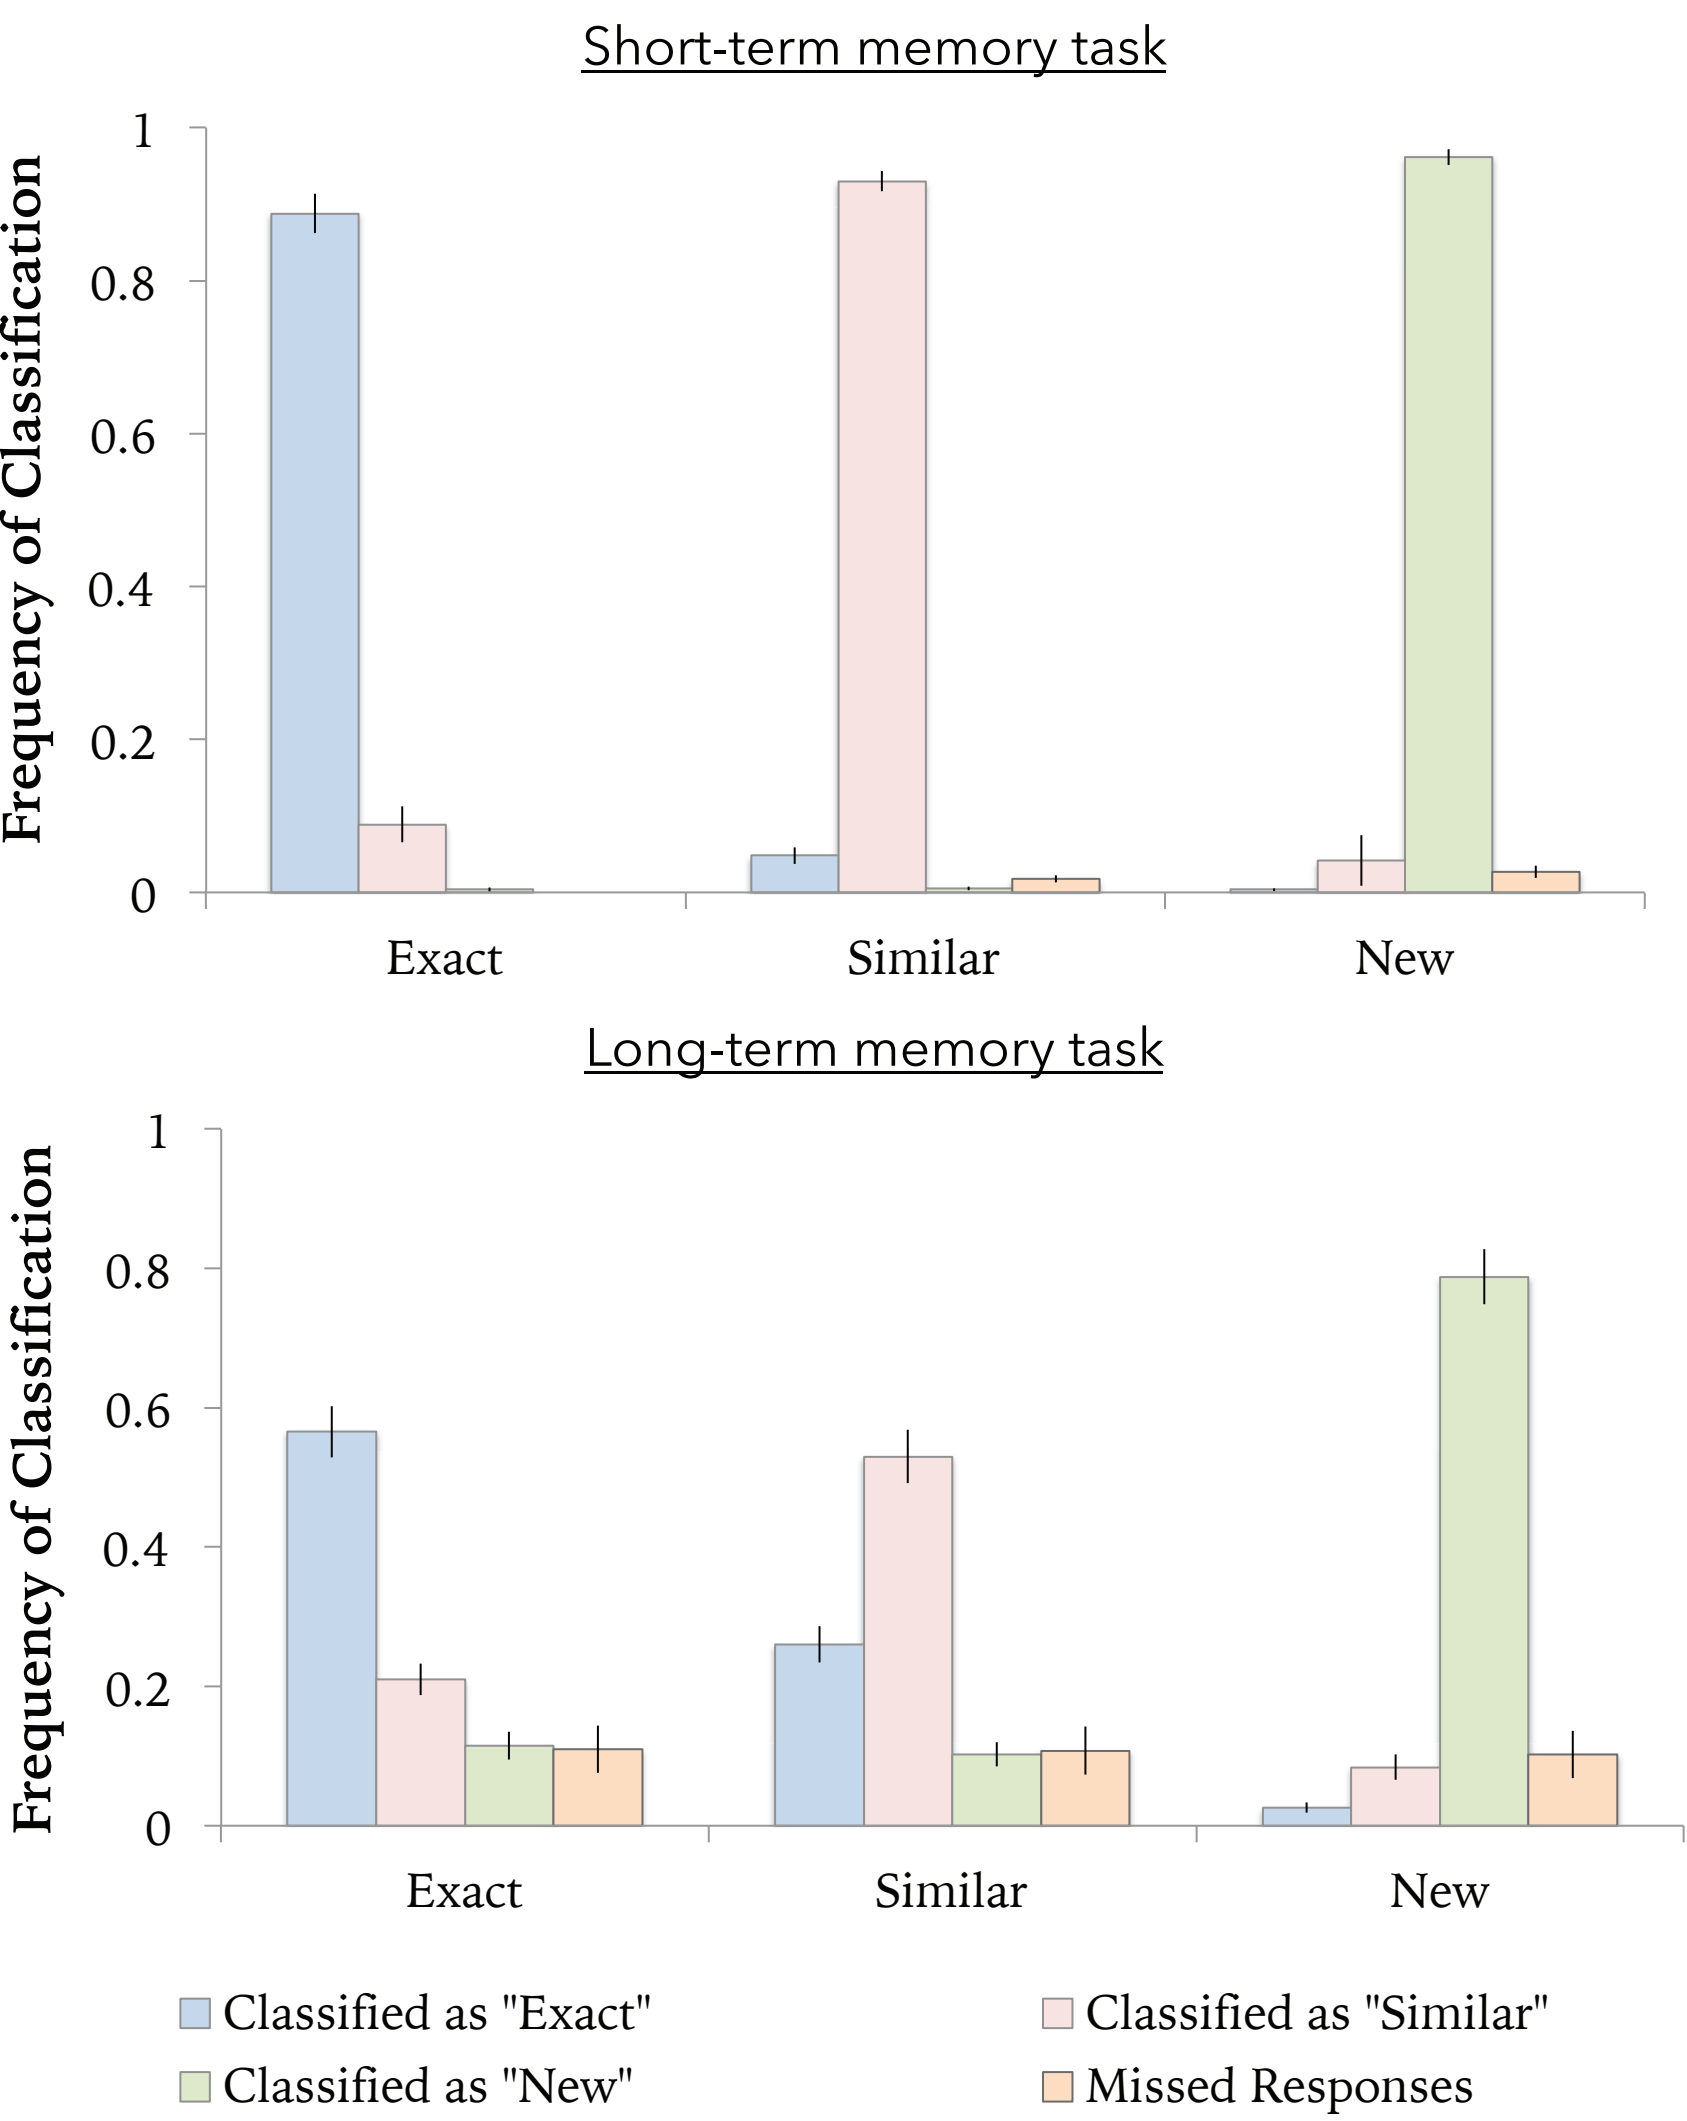 Short-term memory task
Frequency of Classification
1
0.8
0.6
0.4
0.2
0
Exact Similar New
Long-term memory task
Frequency of Classification
1
0.8
0.6
0.4
0.2
0
Exact Similar New
Classified as "Exact" Classified as "Similar"
Classified as "New" Missed Responses